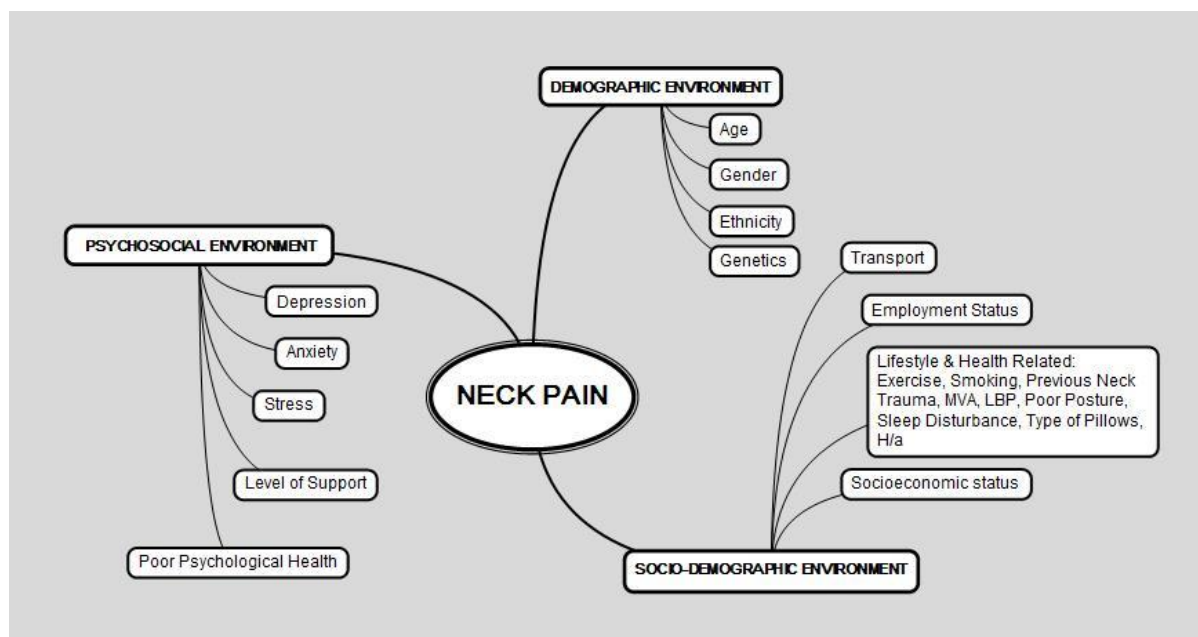 DEMOGRAPHIC ENVIRONMENT
Age
Gender
Ethnicity
Genetics
PSYCHOSOCIAL ENVIRONMENT
Depression
Anxiety
Stress
Level of Support
Poor Psychological Health
NECK PAIN
Transport
Employment Status
Lifestyle & Health Related:
Exercise, Smoking, Previous Neck
Trauma, MVA, LBP, Poor Posture,
Sleep Disturbance, Type of Pillows,
H/a
Socioeconomic status
SOCIO-DEMOGRAPHIC ENVIRONMENT